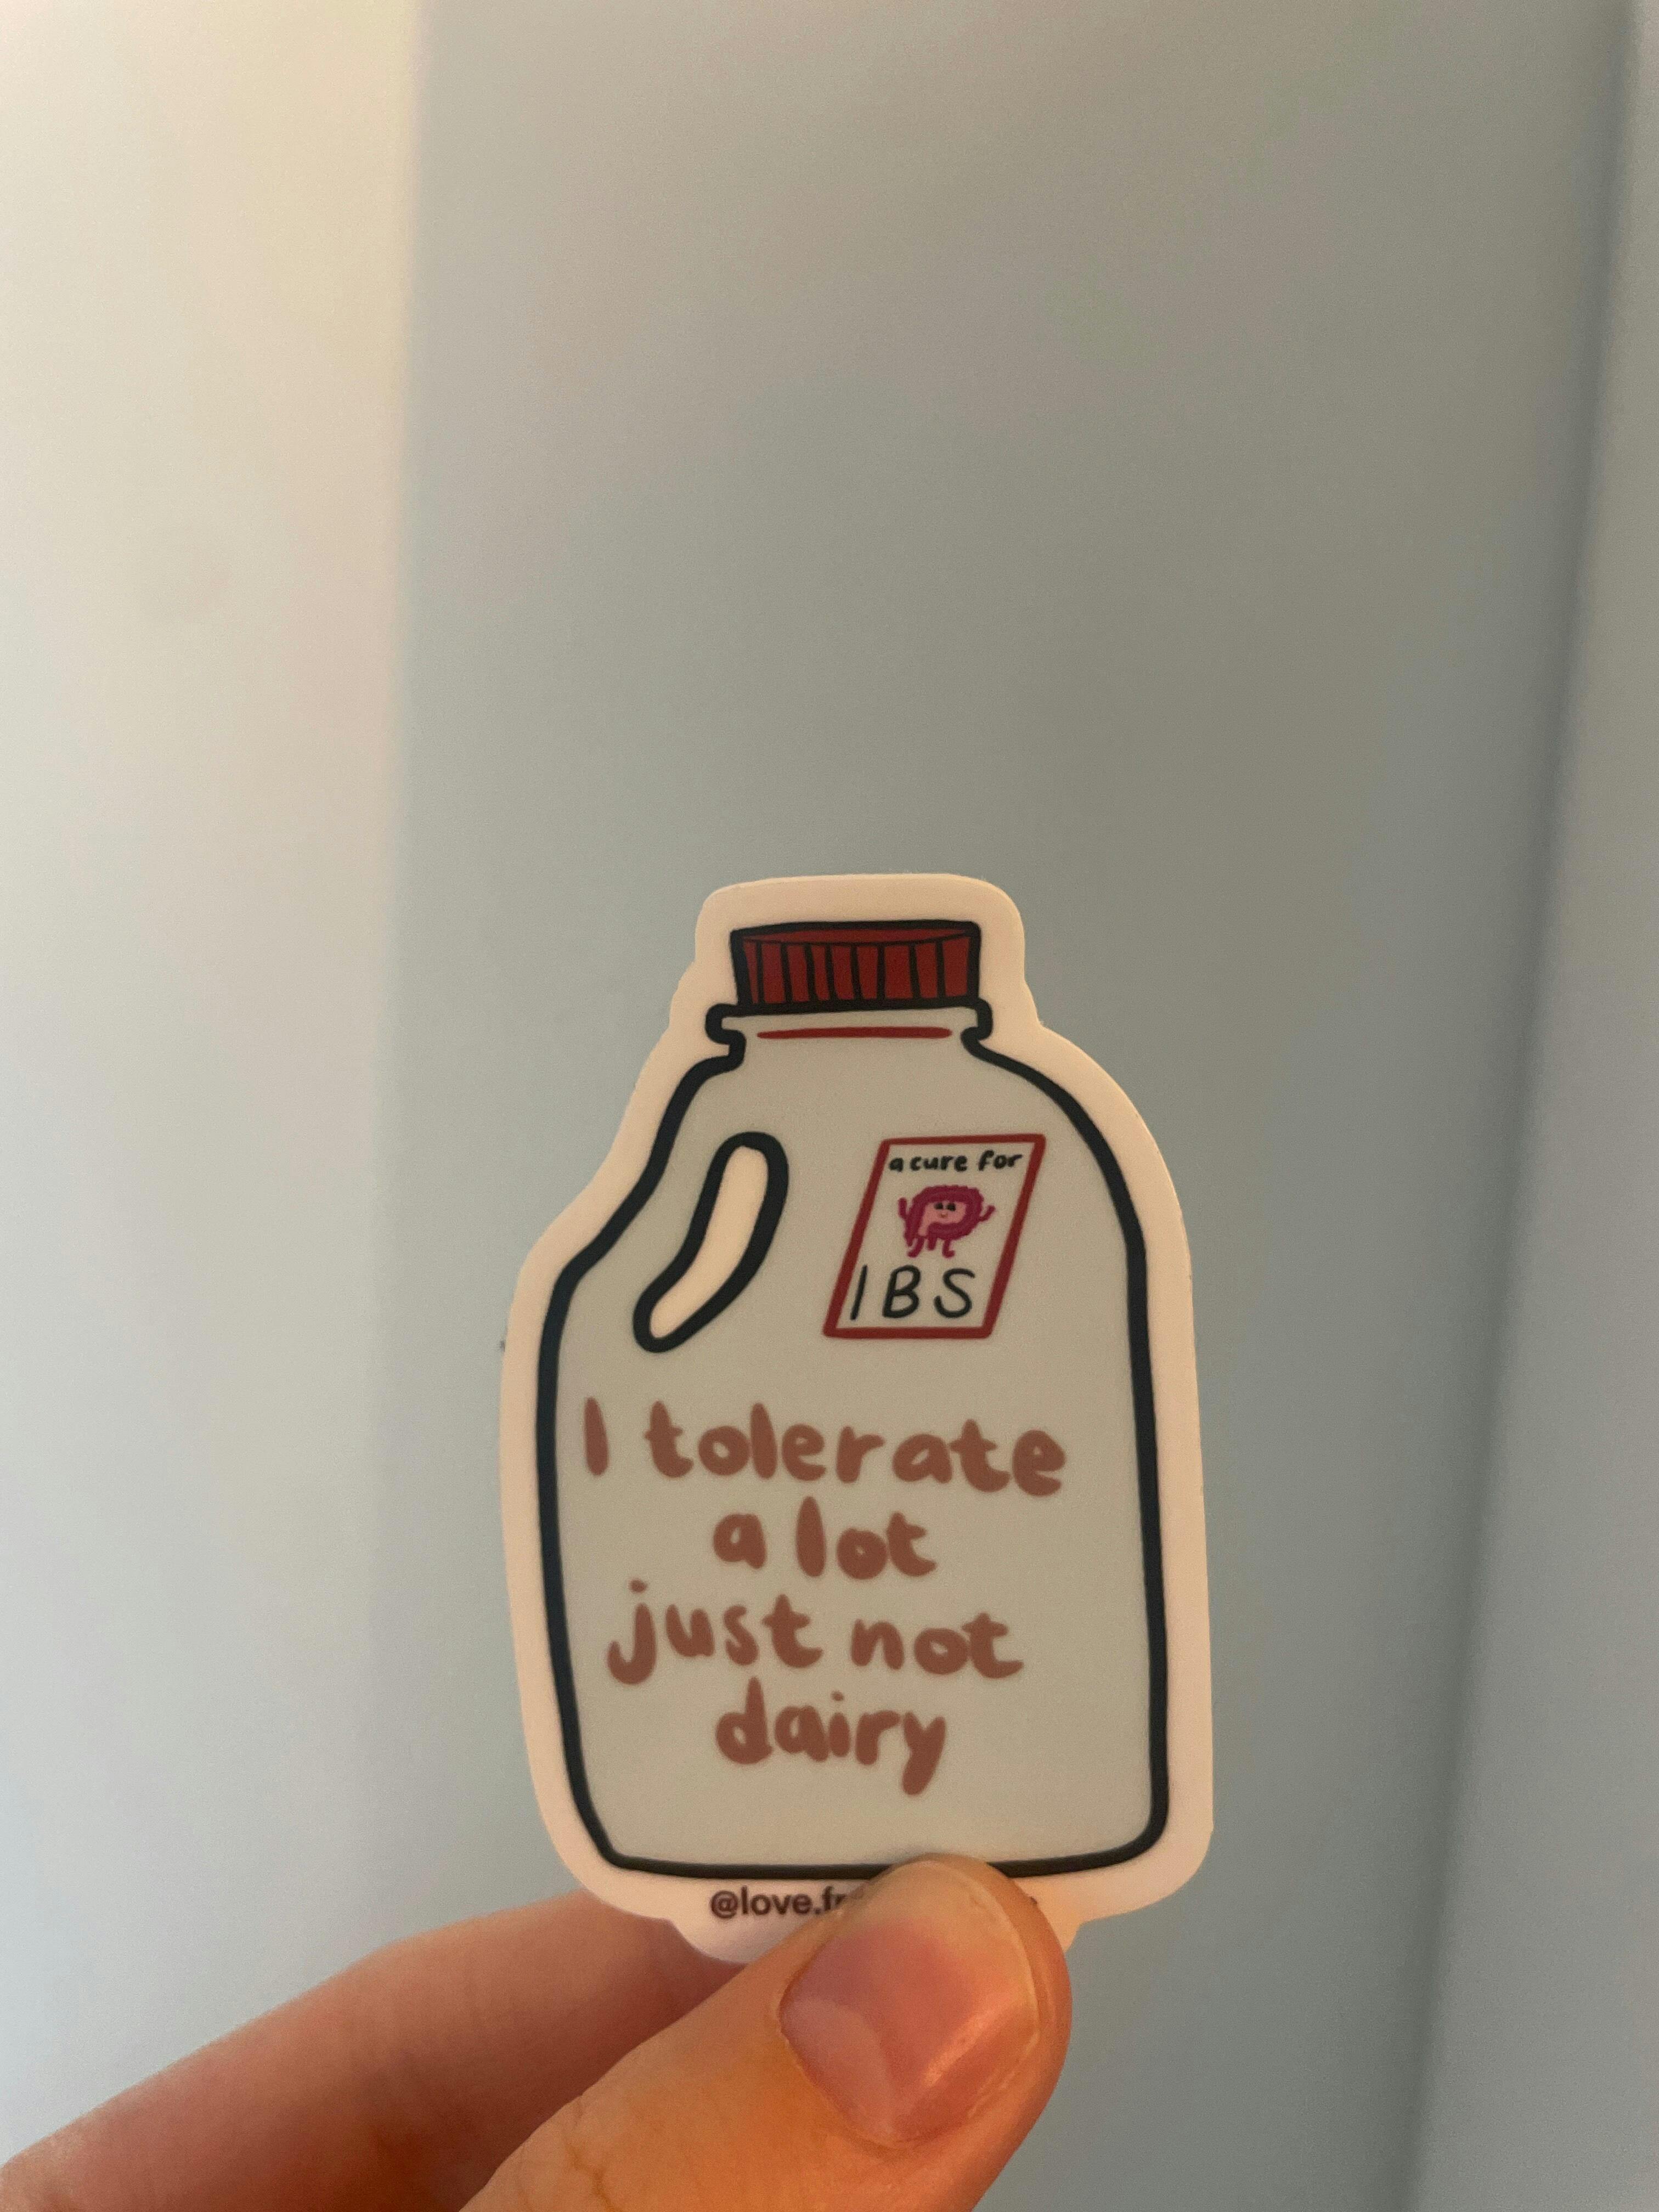 a cure for
IBS
I tolerate
a lot
just not
dairy